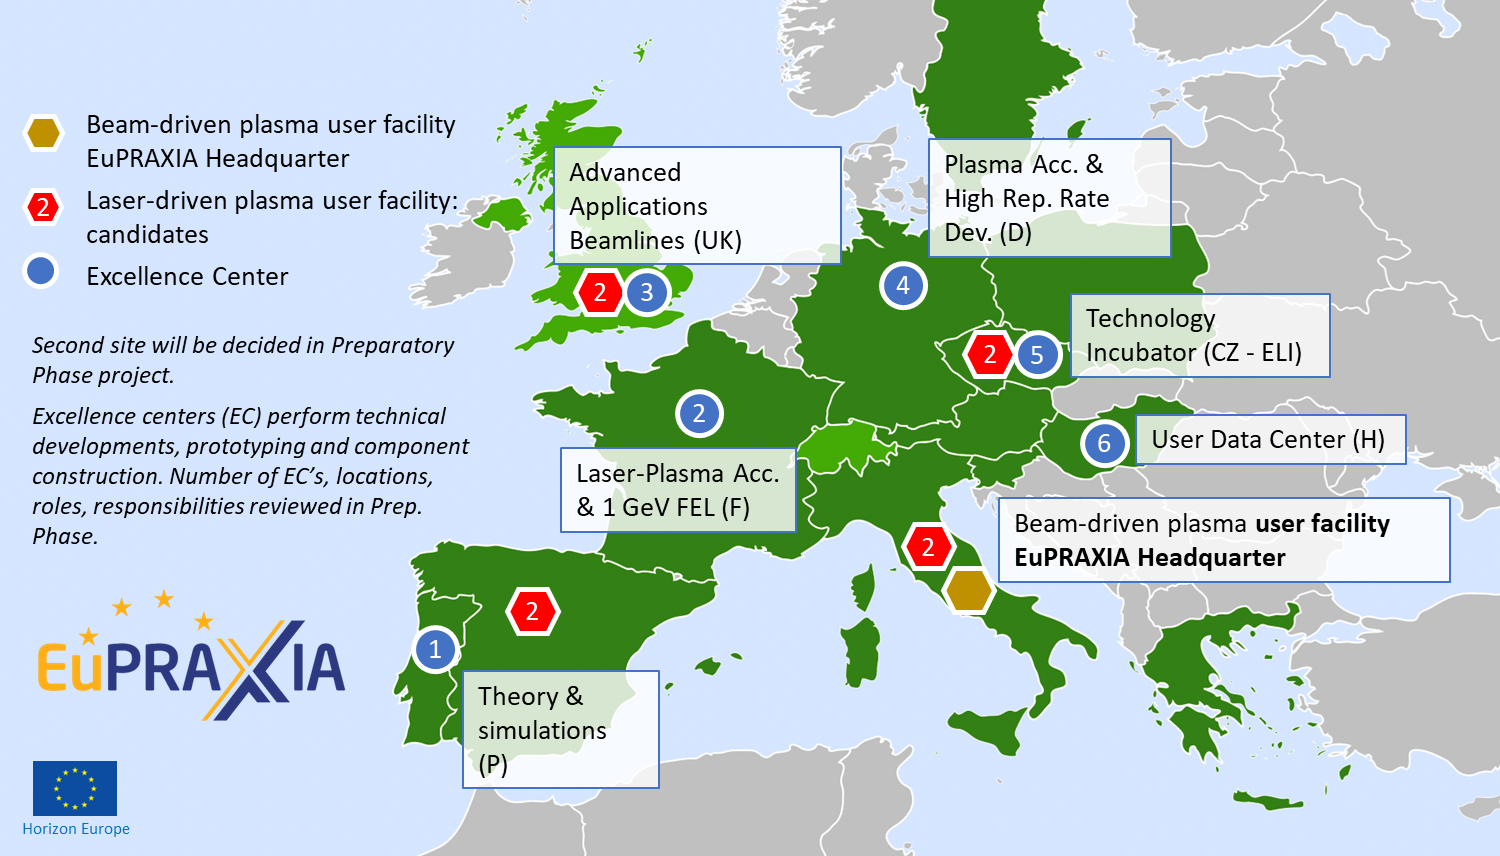 Beam-driven plasma user facility
EuPRAXIA Headquarter
2
Laser-driven plasma user facility:
candidates
Excellence Center
Second site will be decided in Preparatory
Phase project.
Excellence centers (EC) perform technical
developments, prototyping and component
construction. Number of EC’s, locations,
roles, responsibilities reviewed in Prep.
Phase.
EuPRAXIA
Horizon Europe
Advanced
Applications
Beamlines (UK)
2
3
Plasma Acc. &
High Rep. Rate
Dev. (D)
4
Technology
Incubator (CZ - ELI)
2
5
2
Laser-Plasma Acc.
& 1 GeV FEL (F)
6
User Data Center (H)
Beam-driven plasma user facility
EuPRAXIA Headquarter
2
2
1
Theory &
simulations
(P)